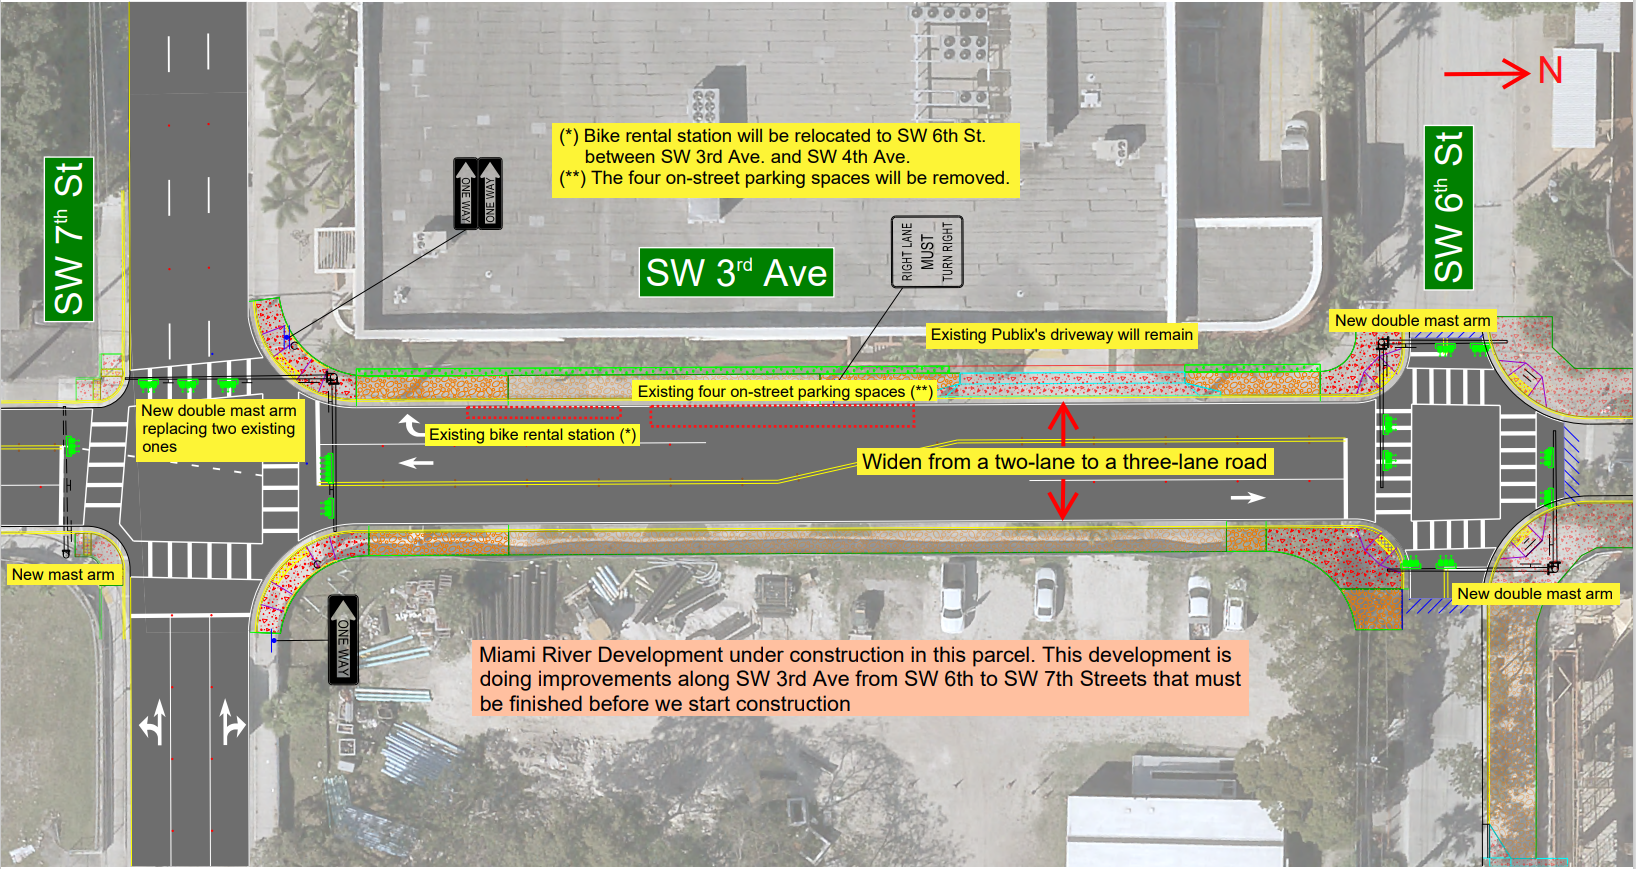 N
(*) Bike rental station will be relocated to SW 6th St.
between SW 3rd Ave. and SW 4th Ave.
(**) The four on-street parking spaces will be removed.
SW 7th St
ONE WAY
ONE WAY
SW 3rd Ave
RIGHT LANE
MUST
TURN RIGHT
SW 6th St
Existing Publix's driveway will remain
New double mast arm
Existing four on-street parking spaces (**)
New double mast arm
replacing two existing
ones
Existing bike rental station (*)
Widen from a two-lane to a three-lane road
New mast arm
New double mast arm
ONE WAY
Miami River Development under construction in this parcel. This development is
doing improvements along SW 3rd Ave from SW 6th to SW 7th Streets that must
be finished before we start construction